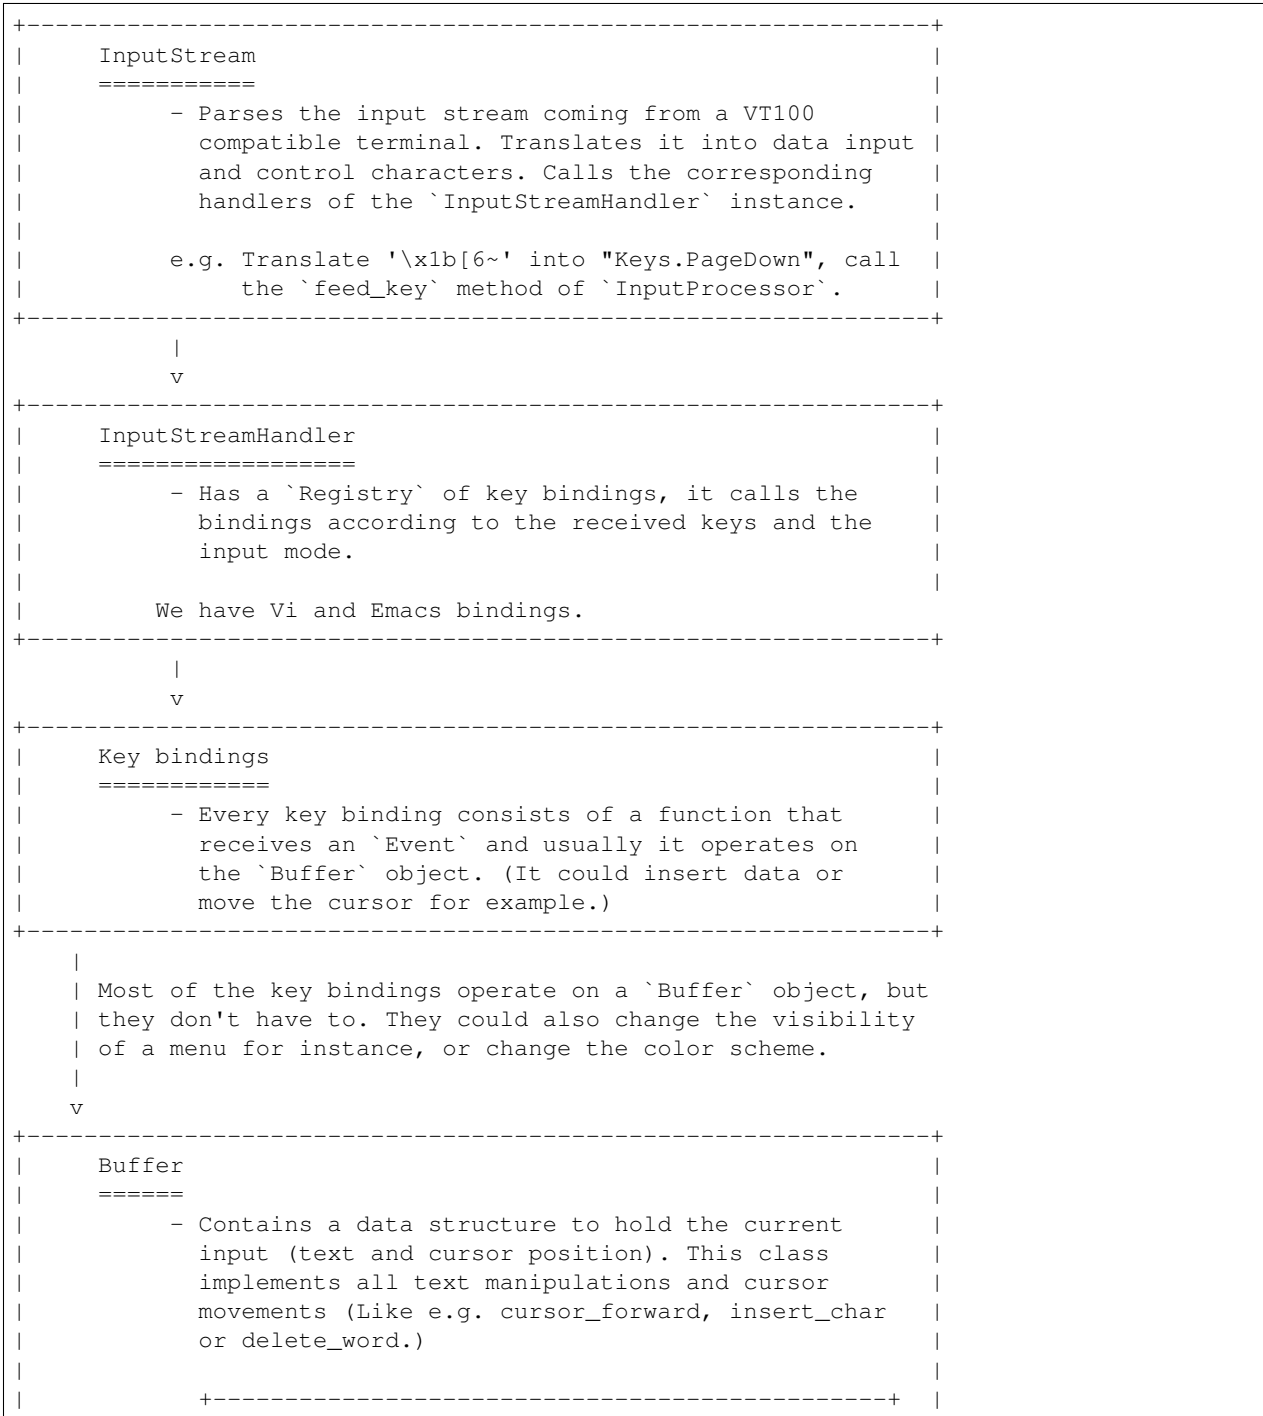 +---------------------------------------------------------------+
|     InputStream                                               |
|     ===========                                               |
|          - Parses the input stream coming from a VT100        |
|            compatible terminal. Translates it into data input |
|            and control characters. Calls the corresponding    |
|            handlers of the `InputStreamHandler` instance.     |
|                                                               |
|          e.g. Translate '\x1b[6~' into "Keys.PageDown", call  |
|               the `feed_key` method of `InputProcessor`.      |
+---------------------------------------------------------------+
           |
           v
+---------------------------------------------------------------+
|     InputStreamHandler                                        |
|     ==================                                        |
|          - Has a `Registry` of key bindings, it calls the     |
|            bindings according to the received keys and the    |
|            input mode.                                        |
|                                                               |
|         We have Vi and Emacs bindings.
+---------------------------------------------------------------+
           |
           v
+---------------------------------------------------------------+
|     Key bindings                                              |
|     ============                                              |
|          - Every key binding consists of a function that      |
|            receives an `Event` and usually it operates on     |
|            the `Buffer` object. (It could insert data or      |
|            move the cursor for example.)                      |
+---------------------------------------------------------------+
    |
    | Most of the key bindings operate on a `Buffer` object, but
    | they don't have to. They could also change the visibility
    | of a menu for instance, or change the color scheme.
    |
    v
+---------------------------------------------------------------+
|     Buffer                                                    |
|     ======                                                    |
|          - Contains a data structure to hold the current      |
|            input (text and cursor position). This class       |
|            implements all text manipulations and cursor       |
|            movements (Like e.g. cursor_forward, insert_char   |
|            or delete_word.)                                   |
|                                                               |
|            +-----------------------------------------------+  |